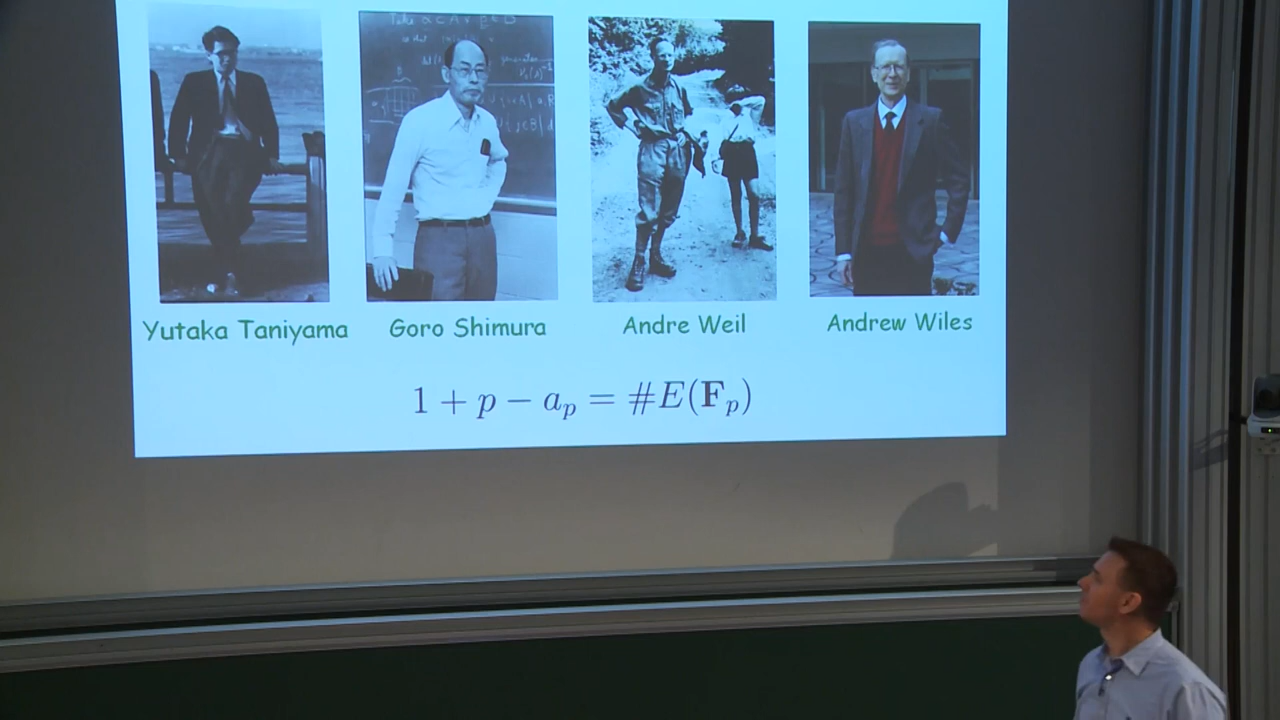 Yutaka Taniyama
Goro Shimura
Andre Weil
Andrew Wiles
1 + p − a_p = #E(F_p)